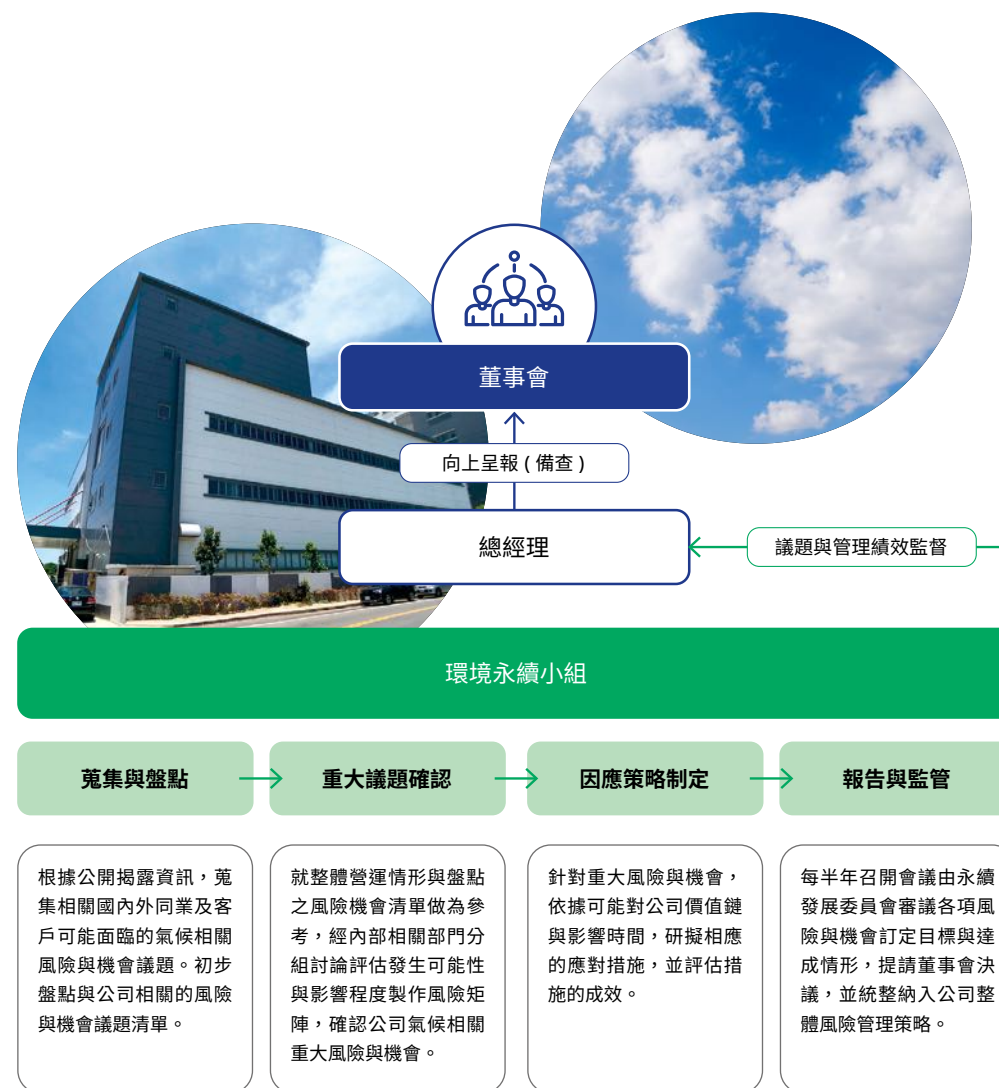 董事會
向上呈報 ( 備查 )
總經理
議題與管理績效監督
環境永續小組
蒐集與盤點
重大議題確認
因應策略制定
報告與監管
根據公開揭露資訊，蒐
集相關國內外同業及客
戶可能面臨的氣候相關
風險與機會議題。初步
盤點與公司相關的風險
與機會議題清單。
就整體營運情形與盤點
之風險機會清單做為參
考，經內部相關部門分
組討論評估發生可能性
與影響程度製作風險矩
陣，確認公司氣候相關
重大風險與機會。
針對重大風險與機會，
依據可能對公司價值鏈
與影響時間，研擬相應
的應對措施，並評估措
施的成效。
每半年召開會議由永續
發展委員會審議各項風
險與機會訂定目標與達
成情形，提請董事會決
議，並統整納入公司整
體風險管理策略。